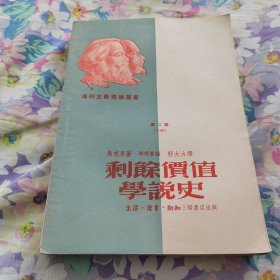 馬列主義理論叢書
第二卷
馬克思著 考茨基編 郭大力譯
剩餘價值
學說史
生活·讀書·新知三聯書店出版